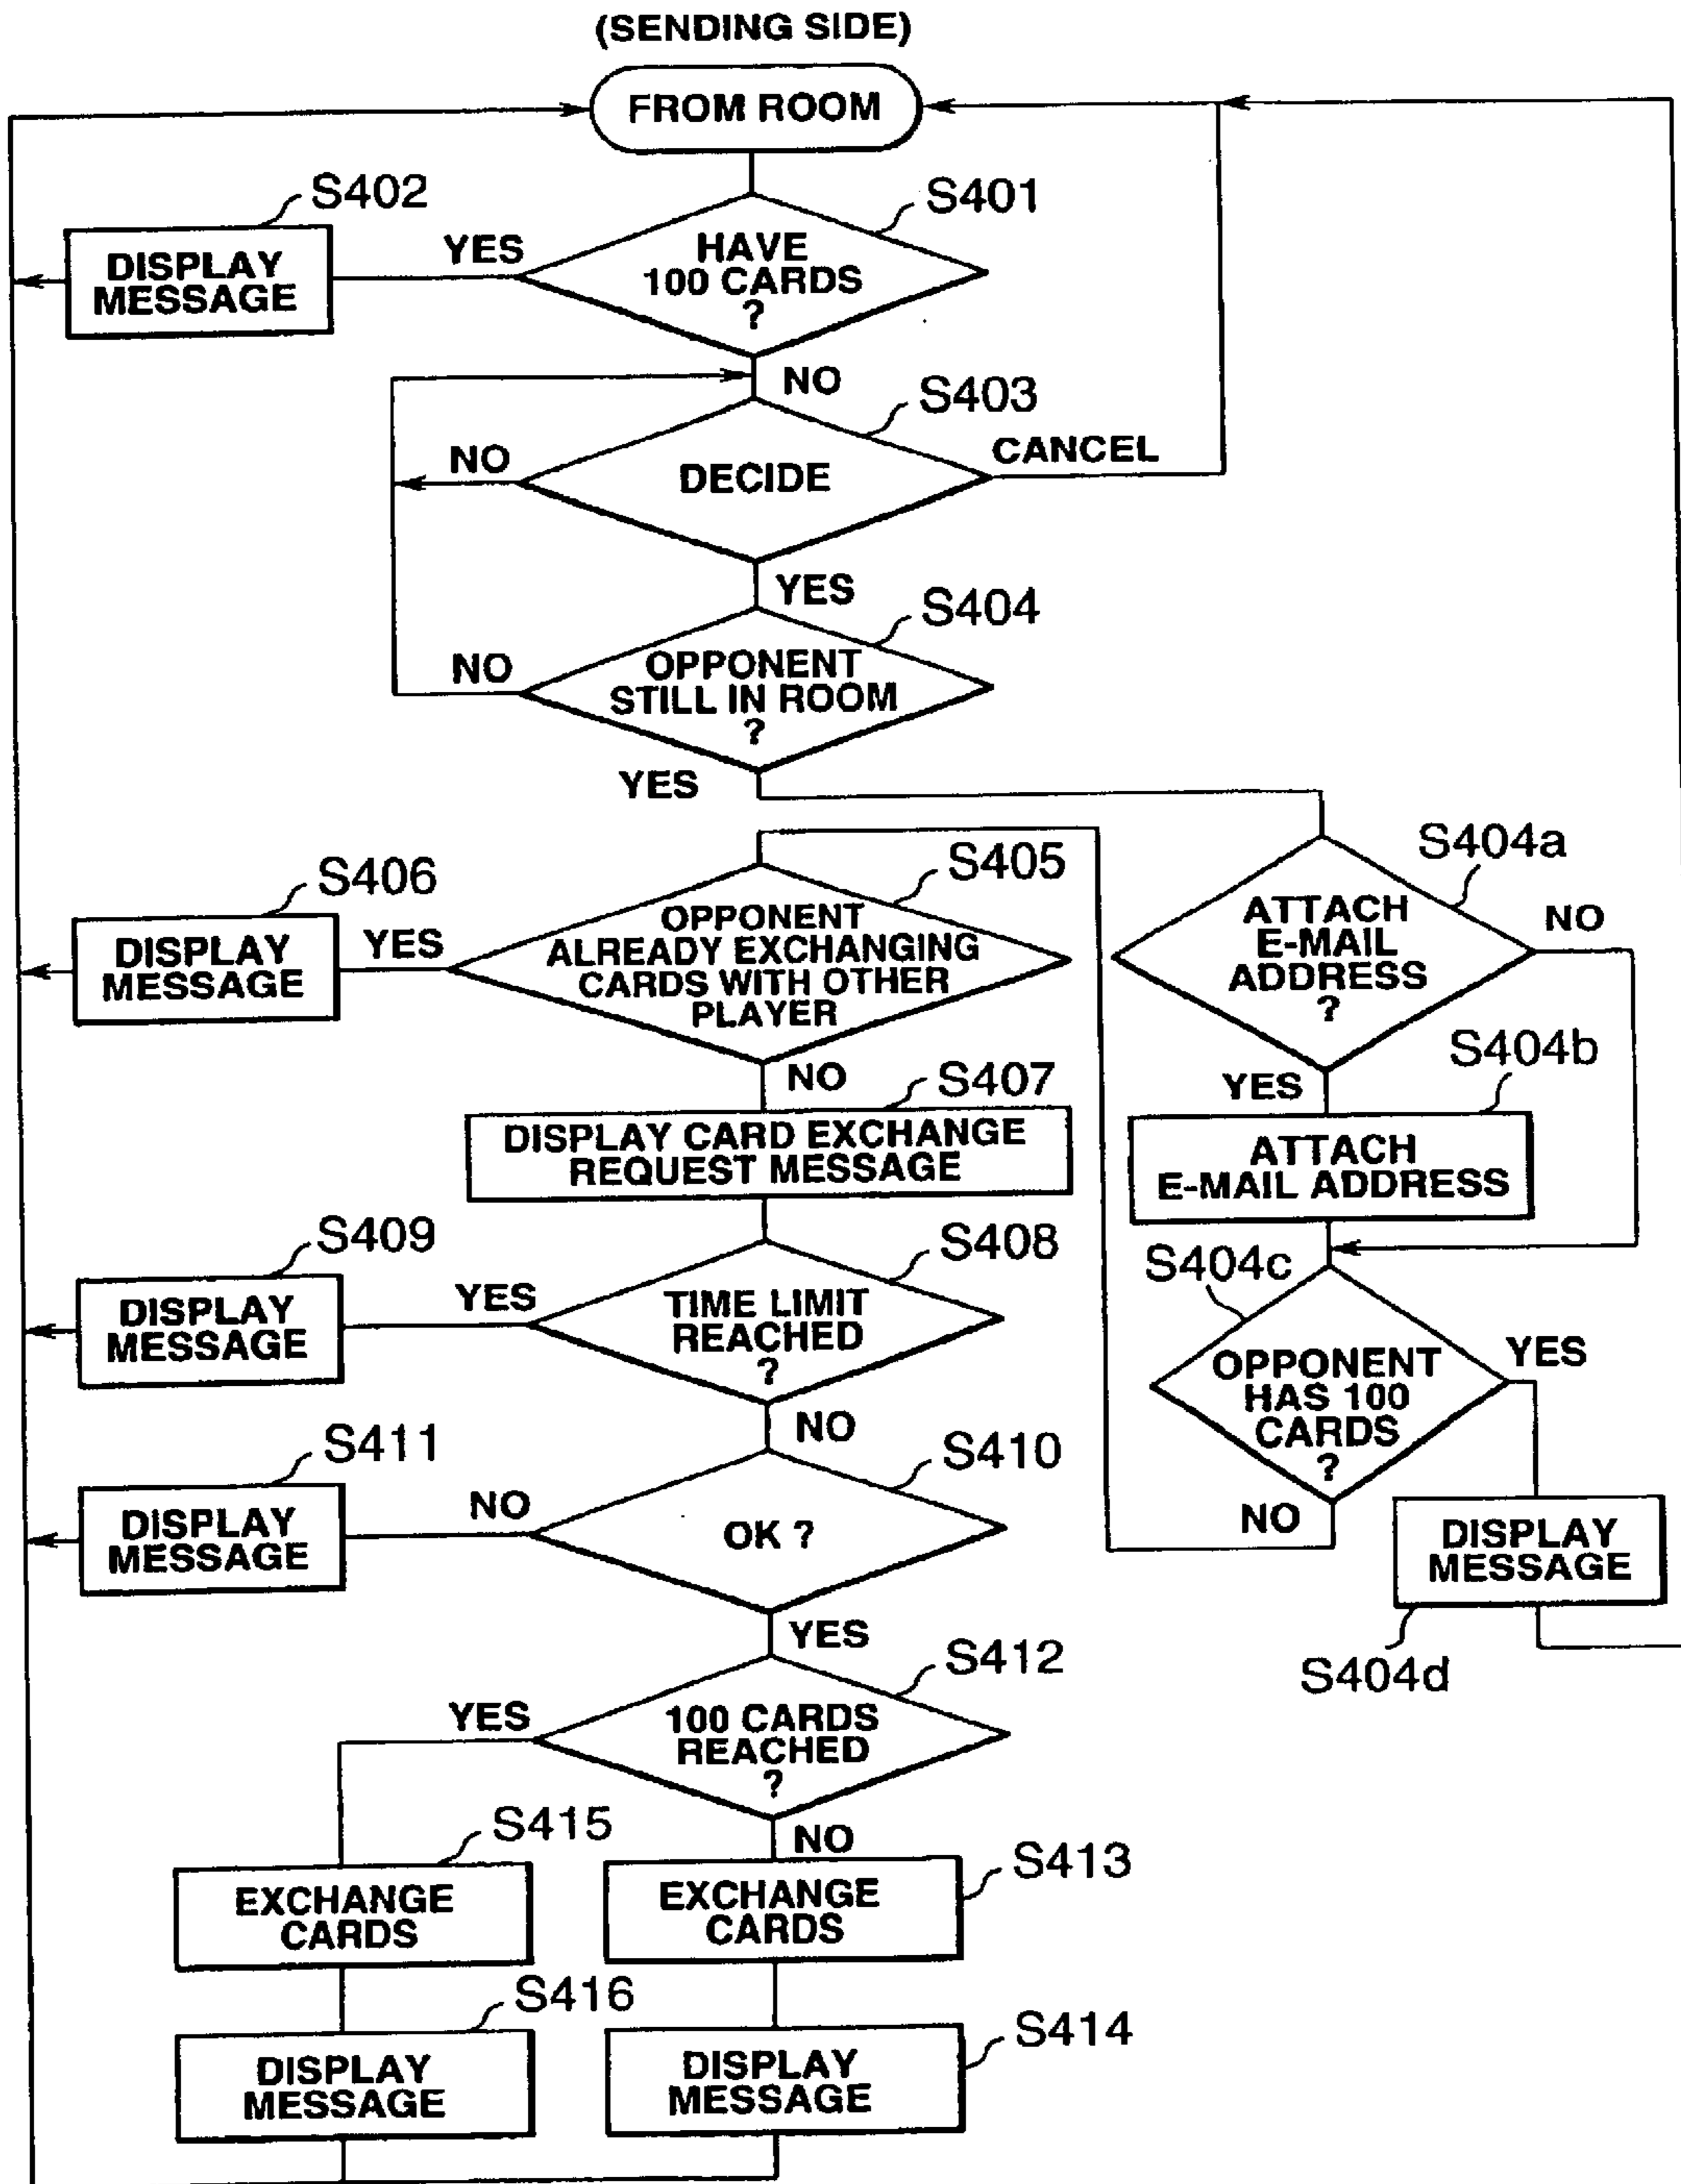 (SENDING SIDE)
FROM ROOM
S401
HAVE
100 CARDS
?
YES
S402
DISPLAY
MESSAGE
NO
S403
DECIDE
NO
CANCEL
YES
S404
OPPONENT
STILL IN ROOM
?
NO
YES
S404a
ATTACH
E-MAIL
ADDRESS
?
NO
YES
S404b
ATTACH
E-MAIL ADDRESS
S404c
OPPONENT
HAS 100
CARDS
?
YES
NO
DISPLAY
MESSAGE
S404d
S405
OPPONENT
ALREADY EXCHANGING
CARDS WITH OTHER
PLAYER
YES
S406
DISPLAY
MESSAGE
NO
S407
DISPLAY CARD EXCHANGE
REQUEST MESSAGE
S408
TIME LIMIT
REACHED
?
YES
S409
DISPLAY
MESSAGE
NO
S410
OK ?
NO
S411
DISPLAY
MESSAGE
YES
S412
100 CARDS
REACHED
?
YES
NO
S415
EXCHANGE
CARDS
S413
EXCHANGE
CARDS
S416
DISPLAY
MESSAGE
S414
DISPLAY
MESSAGE